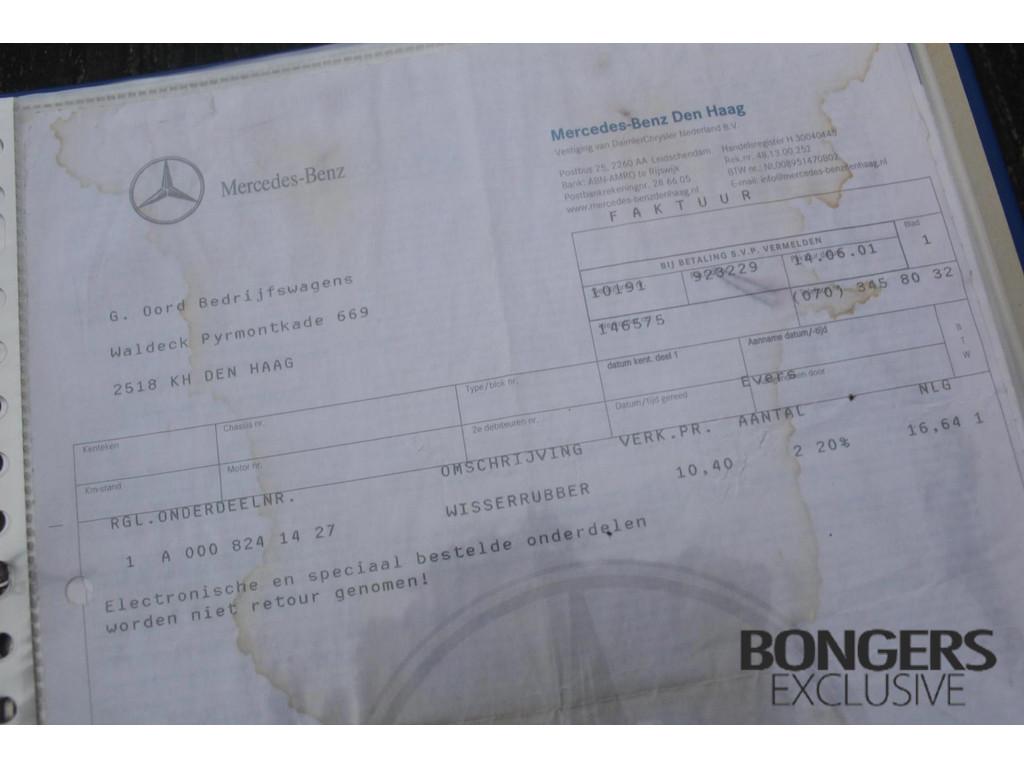 Mercedes-Benz
Mercedes-Benz Den Haag
Vestiging van DaimlerChrysler Nederland B.V.
Postbus 25, 2260 AA Leidschendam Handelsregister H 30040445
Bank: ABN-AMRO te Rijswijk Rek.nr. 48.13.00.252
Postbankrekeningnr. 28 66 05 BTW nr.: NL008951470B02
www.mercedes-benzdenhaag.nl E-mail: info@mercedes-benzdenhaag.nl
FAKTUUR
BIJ BETALING S.V.P. VERMELDEN Blad
10191 923229 14.06.01 1
146575 (070) 345 80 32
G. Oord Bedrijfswagens
Waldeck Pyrmontkade 669
2518 KH DEN HAAG
Kenteken Chassis nr. Type/blok nr. datum kent. deel 1 Aanname datum/-tijd BTW
Km-stand Motor nr. 2e debiteuren nr. Datum/tijd gereed Evers door
RGL.ONDERDEELNR. OMSCHRIJVING VERK.PR. AANTAL NLG
1 A 000 824 14 27 WISSERRUBBER 10,40 2 20% 16,64 1
Electronische en speciaal bestelde onderdelen
worden niet retour genomen!
BONGERS
EXCLUSIVE